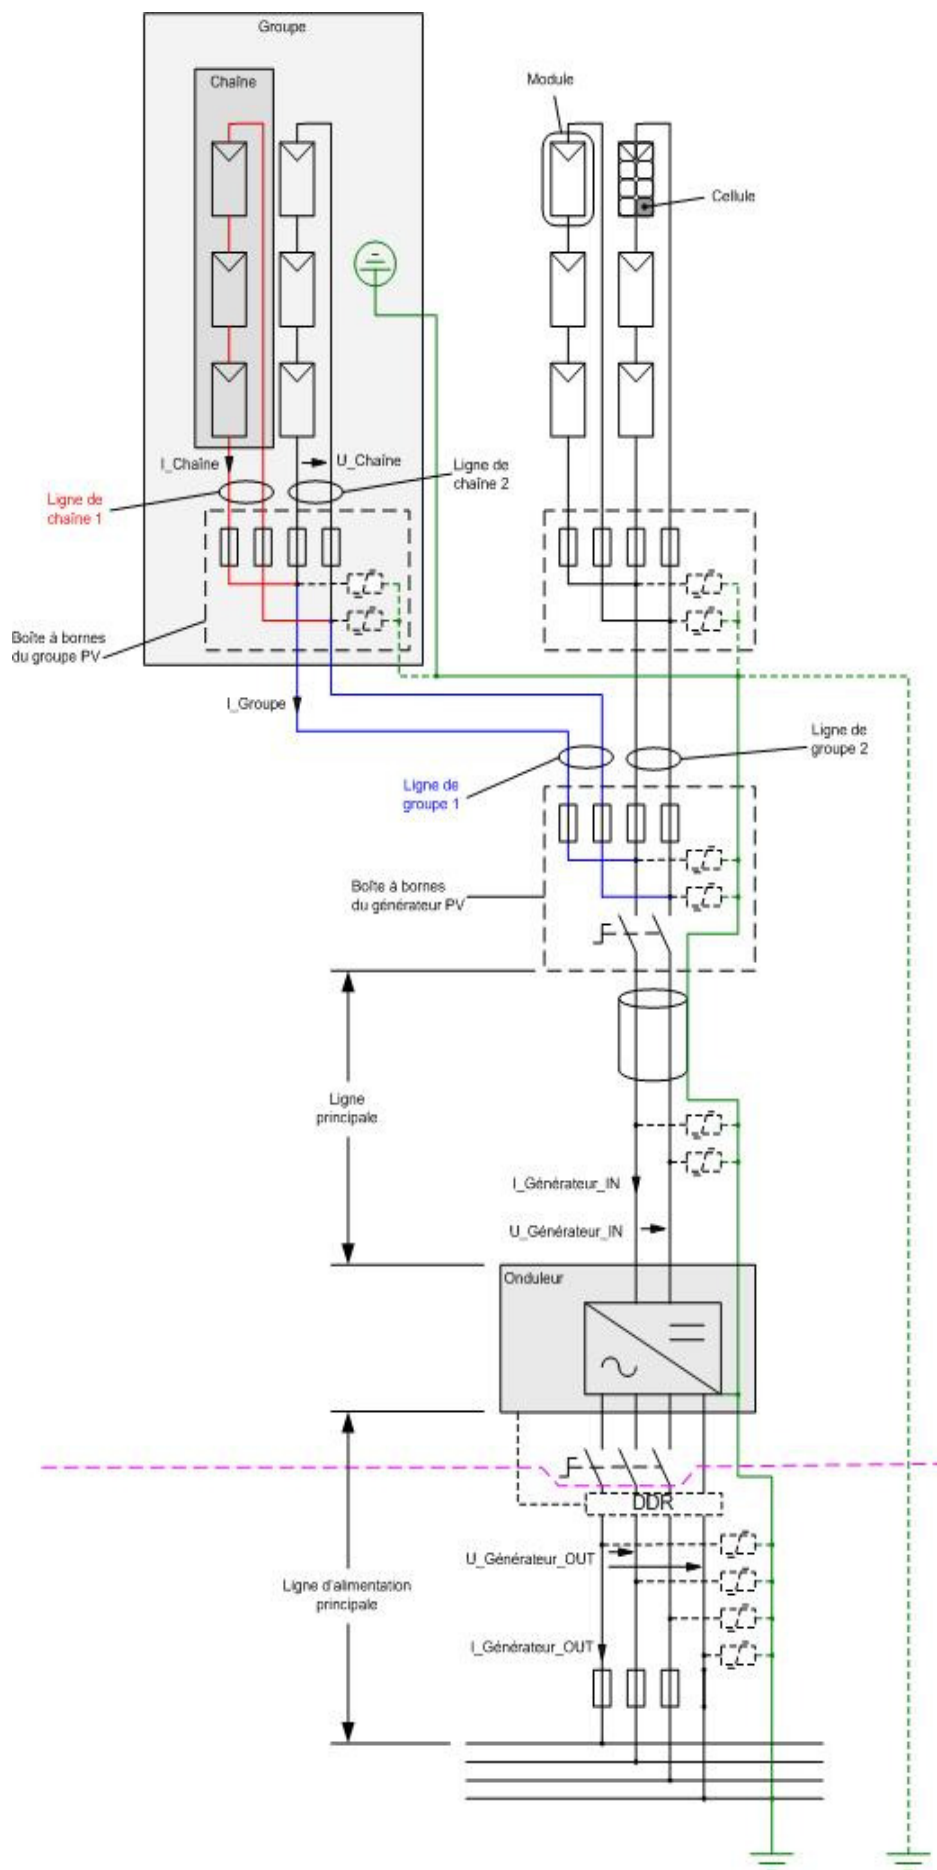 Groupe
Chaîne
Module
Cellule
I_Chaîne
U_Chaîne
Ligne de
chaîne 2
Ligne de
chaîne 1
Boîte à bornes
du groupe PV
I_Groupe
Ligne de
groupe 2
Ligne de
groupe 1
Boîte à bornes
du générateur PV
Ligne
principale
I_Générateur_IN
U_Générateur_IN
Onduleur
DDR
U_Générateur_OUT
Ligne d'alimentation
principale
I_Générateur_OUT